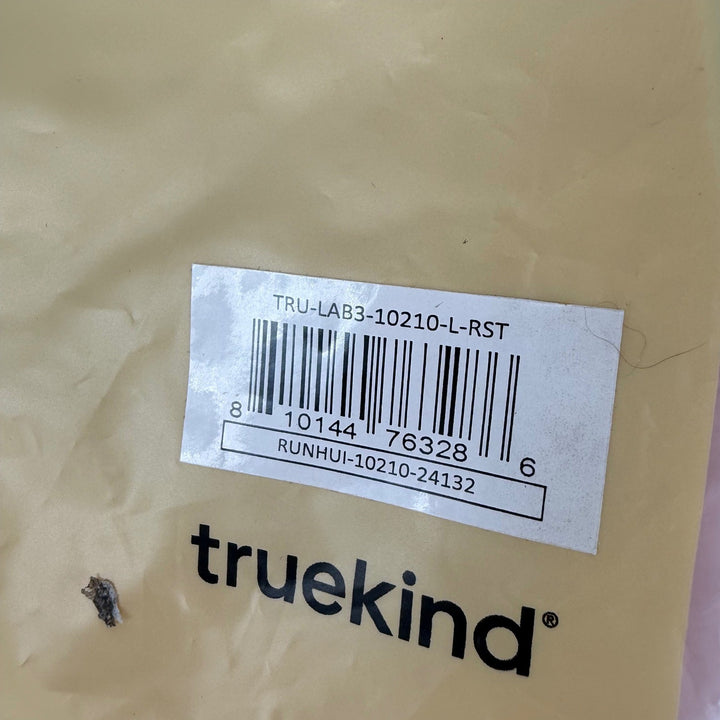 TRU-LAB3-10210-L-RST
8 10144 76328 6
RUNHUI-10210-24132
truekind®